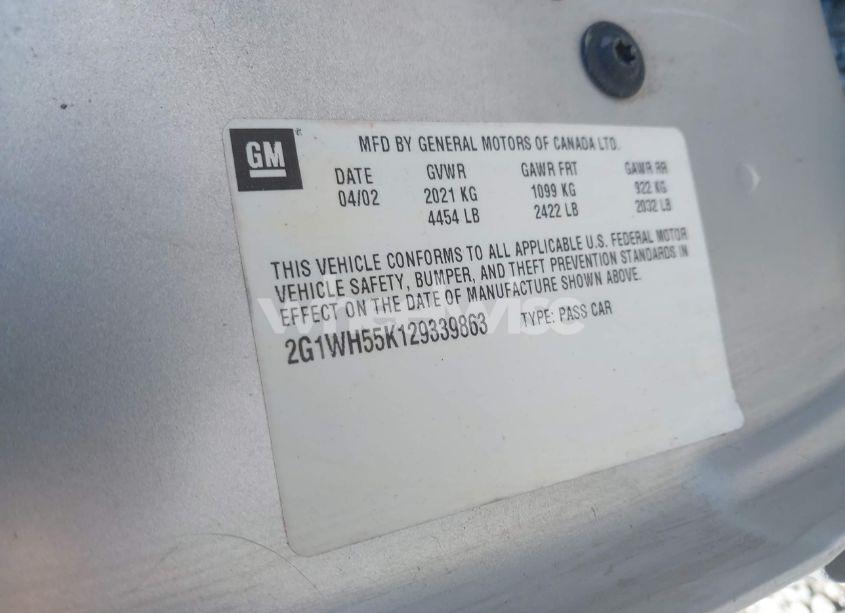 GM
MFD BY GENERAL MOTORS OF CANADA LTD.
DATE GVWR GAWR FRT GAWR RR
04/02 2021 KG 1099 KG 922 KG
4454 LB 2422 LB 2032 LB
THIS VEHICLE CONFORMS TO ALL APPLICABLE U.S. FEDERAL MOTOR
VEHICLE SAFETY, BUMPER, AND THEFT PREVENTION STANDARDS IN
EFFECT ON THE DATE OF MANUFACTURE SHOWN ABOVE.
2G1WH55K129339863 TYPE: PASS CAR